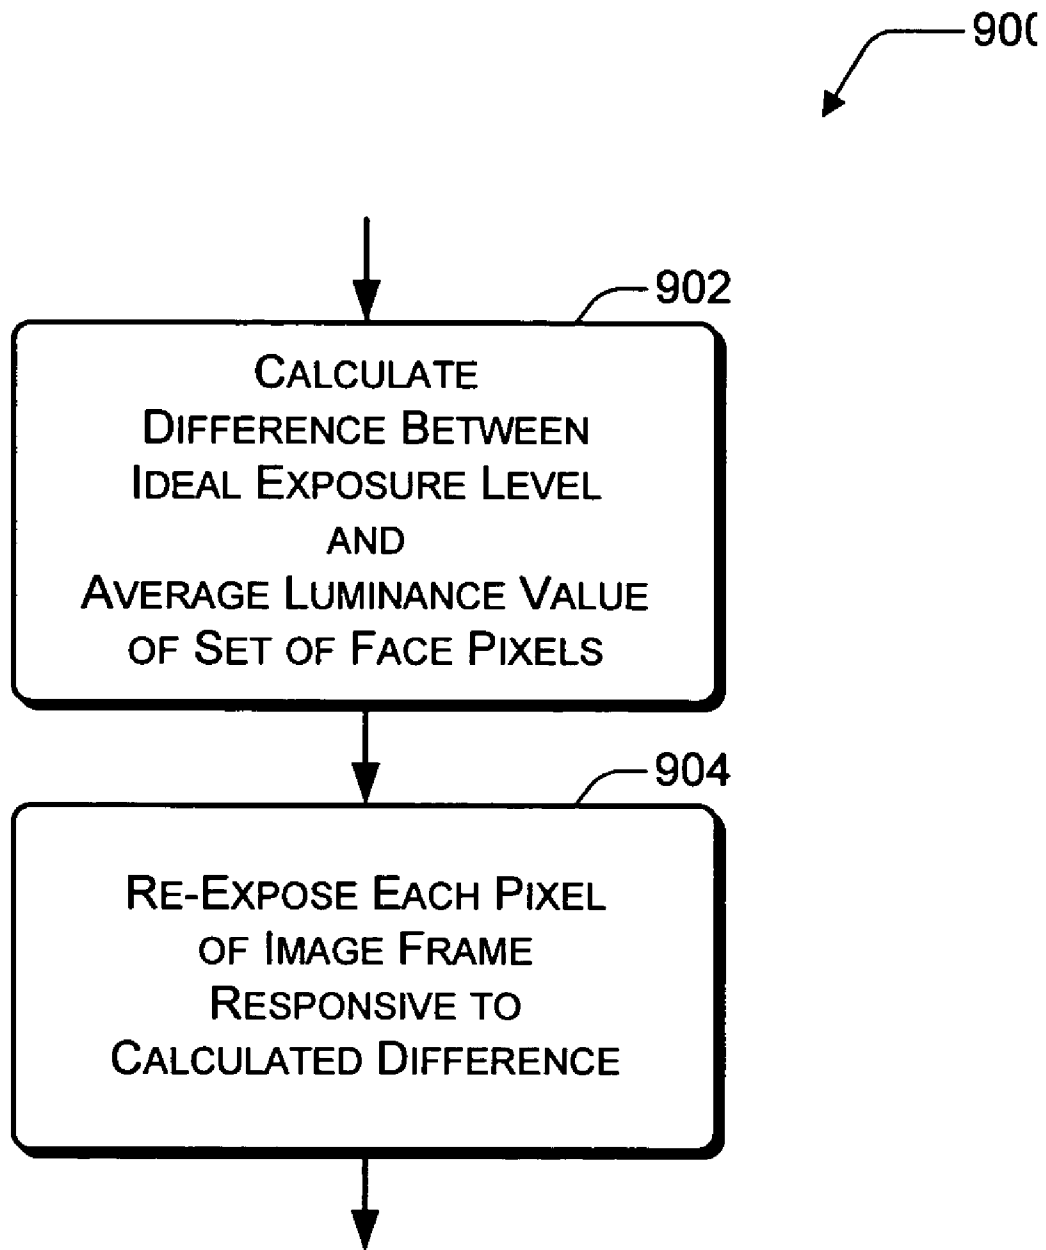 900
902
Calculate
Difference Between
Ideal Exposure Level
and
Average Luminance Value
of Set of Face Pixels
904
Re-Expose Each Pixel
of Image Frame
Responsive to
Calculated Difference